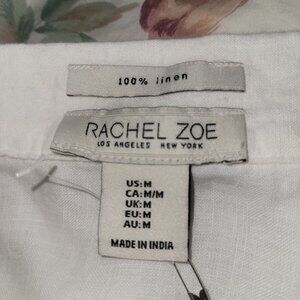 100% linen
RACHEL ZOE
LOS ANGELES NEW YORK
US:M
CA:M/M
UK:M
EU:M
AU:M
MADE IN INDIA